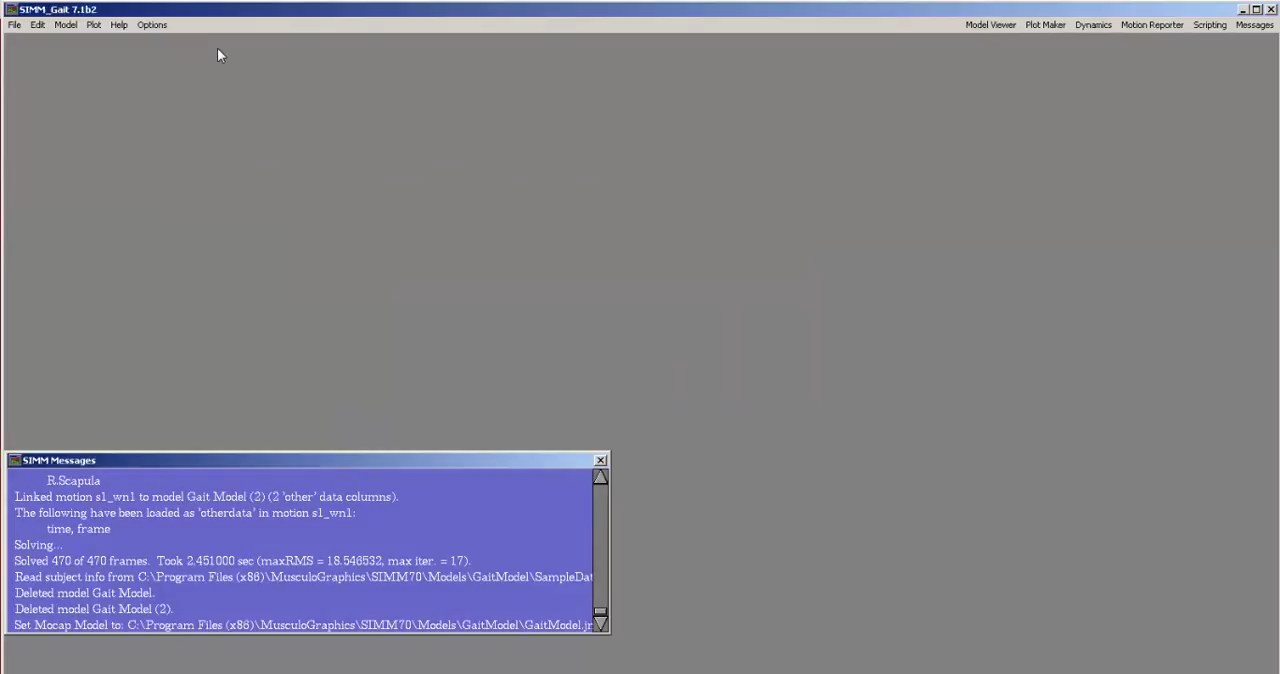 SIMM_Gait 7.1b2
File Edit Model Plot Help Options Model Viewer Plot Maker Dynamics Motion Reporter Scripting Messages
SIMM Messages
R.Scapula
Linked motion s1_wn1 to model Gait Model (2) (2 'other' data columns).
The following have been loaded as 'otherdata' in motion s1_wn1:
time, frame
Solving...
Solved 470 of 470 frames. Took 2.451000 sec (maxRMS = 18.546532, max iter. = 17).
Read subject info from C:\Program Files (x86)\MusculoGraphics\SIMM70\Models\GaitModel\SampleDat
Deleted model Gait Model.
Deleted model Gait Model (2).
Set Mocap Model to: C:\Program Files (x86)\MusculoGraphics\SIMM70\Models\GaitModel\GaitModel.jn